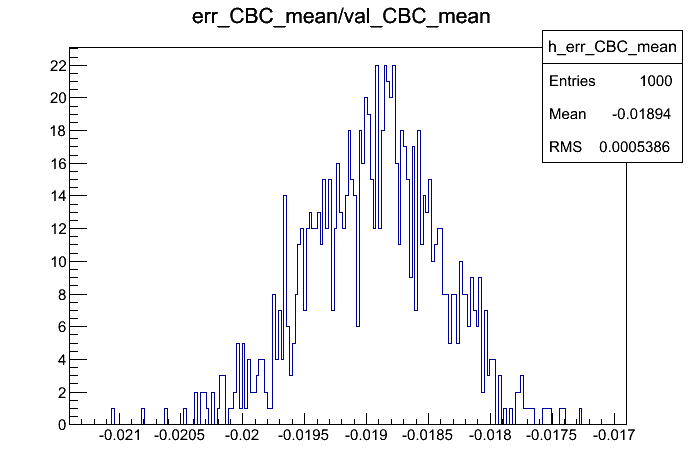 err_CBC_mean/val_CBC_mean
h_err_CBC_mean
Entries 1000
Mean -0.01894
RMS 0.0005386
22
20
18
16
14
12
10
8
6
4
2
0
-0.021 -0.0205 -0.02 -0.0195 -0.019 -0.0185 -0.018 -0.0175 -0.017